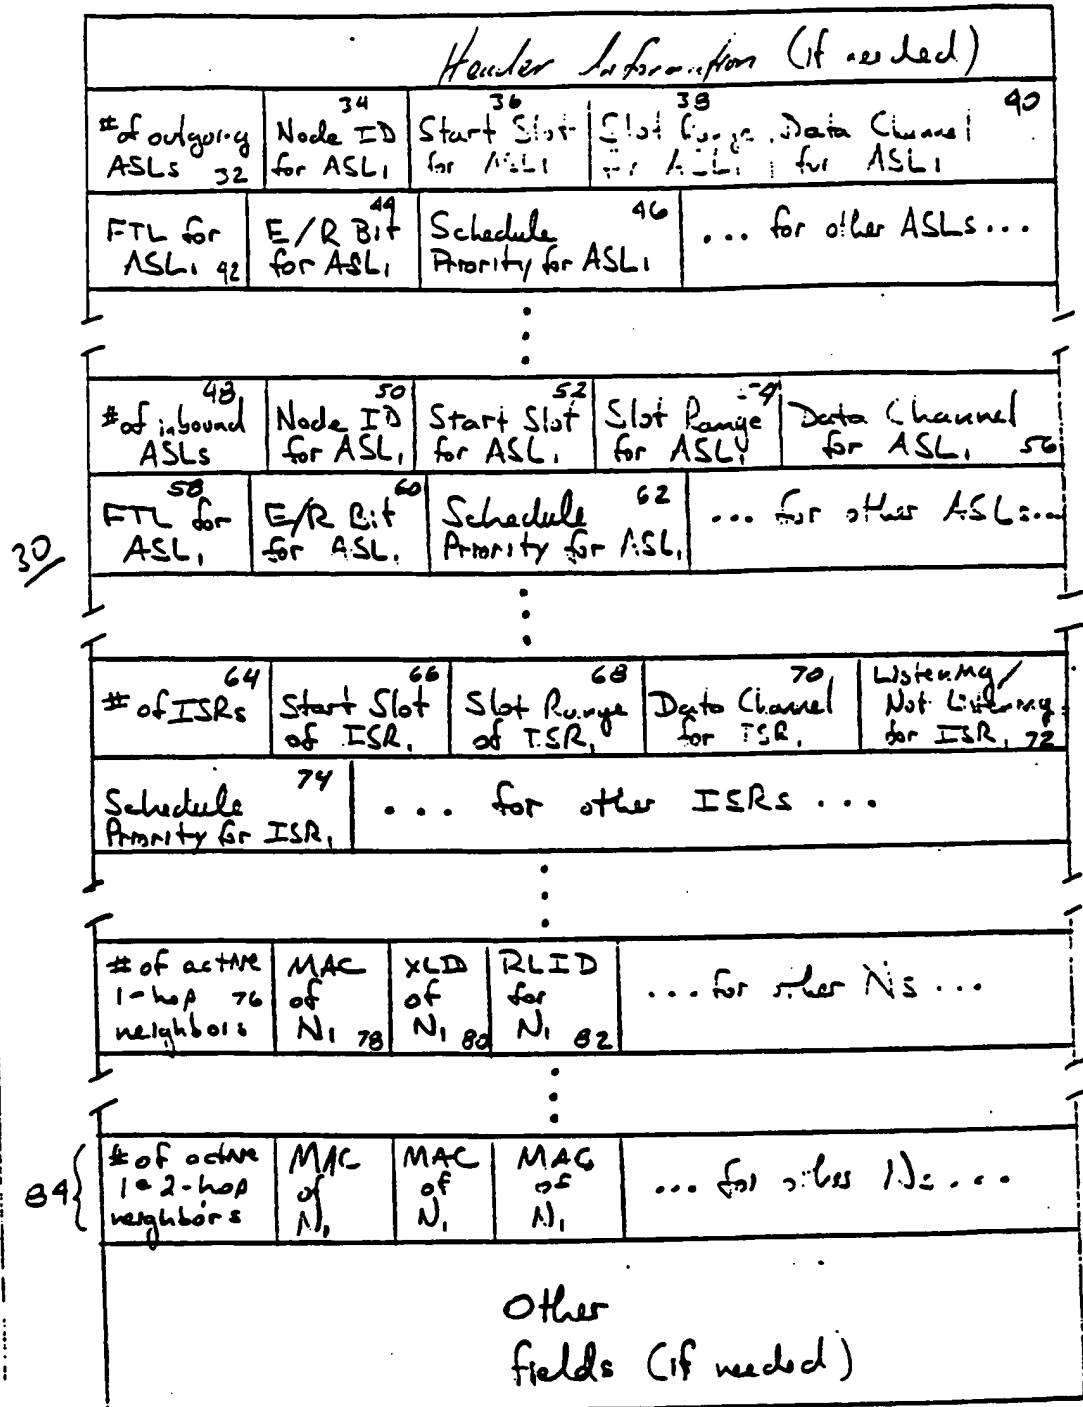 Header Information (if needed)
# of outgoing ASLs 32
Node ID for ASL1 34
Start Slot for ASL1 36
Slot Range for ASL1 38
Data Channel for ASL1 40
FTL for ASL1 42
E/R Bit for ASL1 44
Schedule Priority for ASL1 46
... for other ASLs ...
# of inbound ASLs 48
Node ID for ASL1 50
Start Slot for ASL1 52
Slot Range for ASL1 54
Data Channel for ASL1 56
FTL for ASL1 58
E/R Bit for ASL1 60
Schedule Priority for ASL1 62
... for other ASLs ...
30
# of ISRs 64
Start Slot of ISR1 66
Slot Range of ISR1 68
Data Channel for ISR1 70
Listening/ Not Listening for ISR1 72
Schedule Priority for ISR1 74
... for other ISRs ...
# of active 1-hop neighbors 76
MAC of N1 78
XLID of N1 80
RLID for N1 82
... for other Ns ...
84
# of active 1 & 2-hop neighbors
MAC of N1
MAC of N1
MAC of N1
... for other Ns ...
Other
fields (if needed)